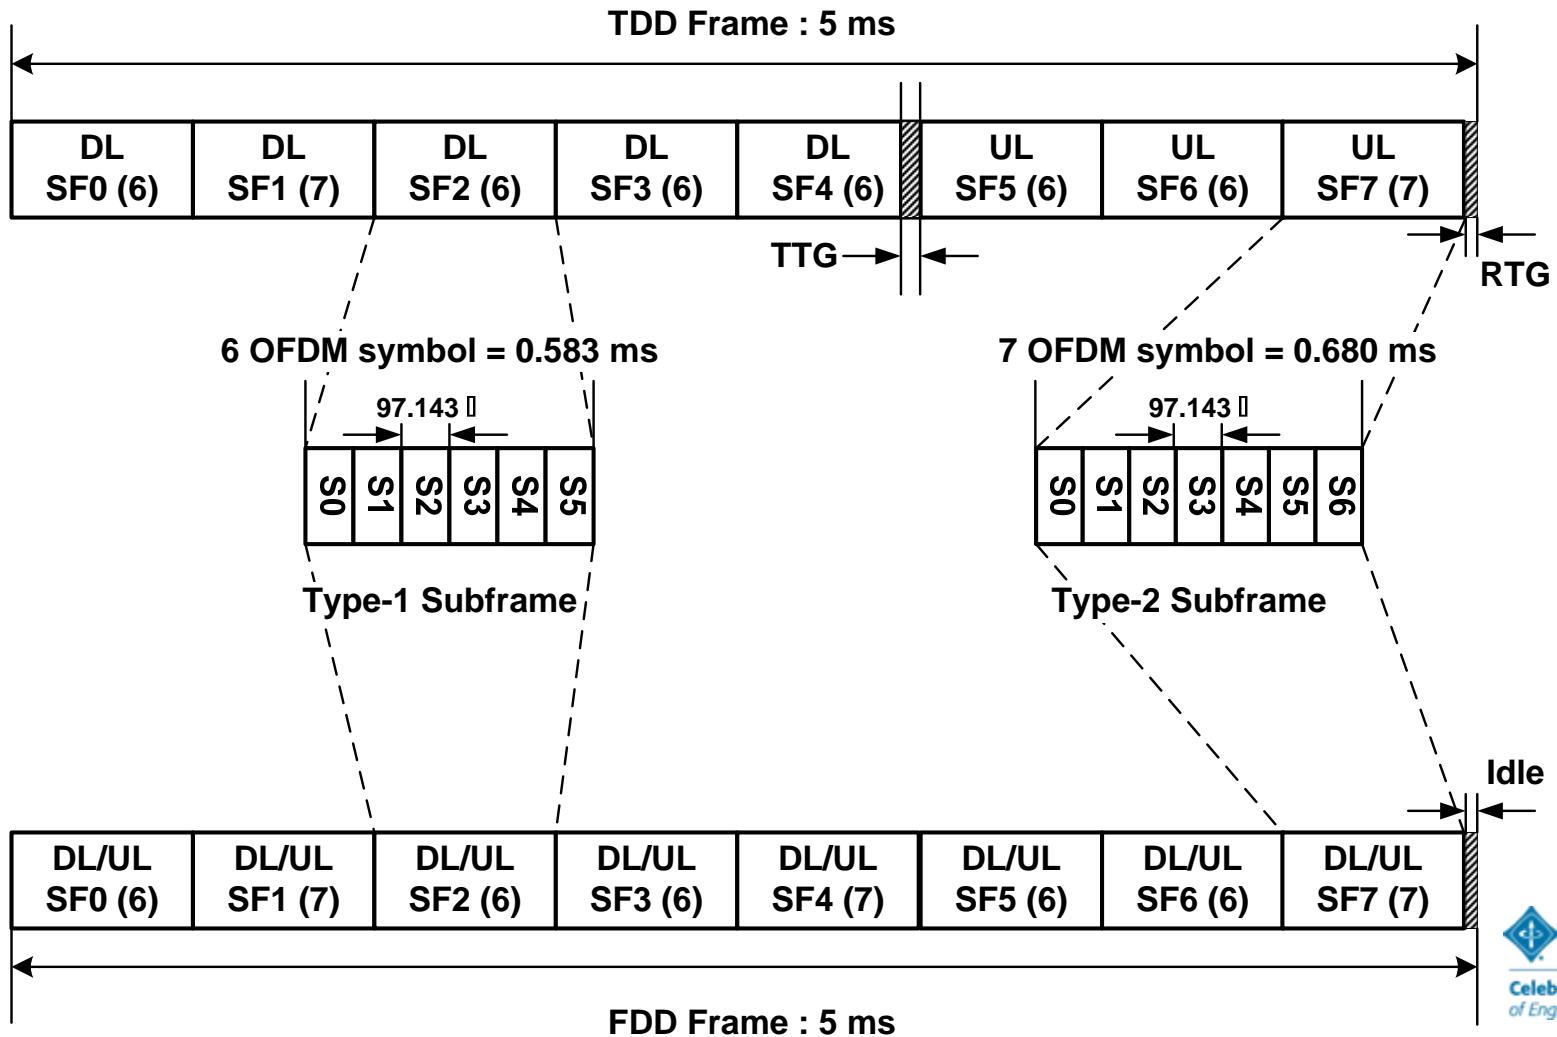 TDD Frame : 5 ms
DL
SF0 (6)
DL
SF1 (7)
DL
SF2 (6)
DL
SF3 (6)
DL
SF4 (6)
UL
SF5 (6)
UL
SF6 (6)
UL
SF7 (7)
TTG
RTG
6 OFDM symbol = 0.583 ms
7 OFDM symbol = 0.680 ms
97.143
97.143
S0
S1
S2
S3
S4
S5
S0
S1
S2
S3
S4
S5
S6
Type-1 Subframe
Type-2 Subframe
Idle
DL/UL
SF0 (6)
DL/UL
SF1 (7)
DL/UL
SF2 (6)
DL/UL
SF3 (6)
DL/UL
SF4 (7)
DL/UL
SF5 (6)
DL/UL
SF6 (6)
DL/UL
SF7 (7)
FDD Frame : 5 ms
Celeb
of Eng